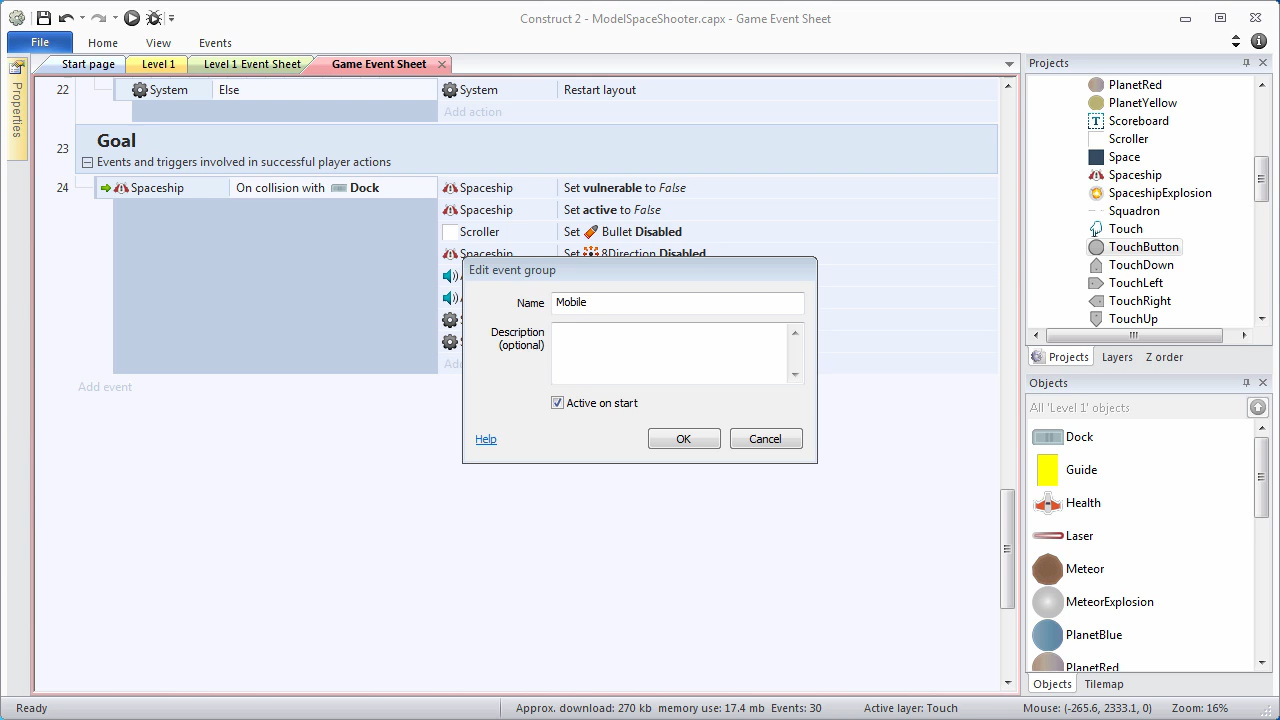 Construct 2 - ModelSpaceShooter.capx - Game Event Sheet
File
Home
View
Events
Properties
Start page
Level 1
Level 1 Event Sheet
Game Event Sheet
22
System
Else
System
Restart layout
Add action
23
Goal
Events and triggers involved in successful player actions
24
Spaceship
On collision with Dock
Spaceship
Set vulnerable to False
Spaceship
Set active to False
Scroller
Set Bullet Disabled
Spaceship
Set 8Direction Disabled
Add event
Edit event group
Name
Mobile
Description
(optional)
Active on start
Help
OK
Cancel
Projects
PlanetRed
PlanetYellow
Scoreboard
Scroller
Space
Spaceship
SpaceshipExplosion
Squadron
Touch
TouchButton
TouchDown
TouchLeft
TouchRight
TouchUp
Projects
Layers
Z order
Objects
All 'Level 1' objects
Dock
Guide
Health
Laser
Meteor
MeteorExplosion
PlanetBlue
PlanetRed
Objects
Tilemap
Ready
Approx. download: 270 kb
memory use: 17.4 mb
Events: 30
Active layer: Touch
Mouse: (-265.6, 2333.1, 0)
Zoom: 16%